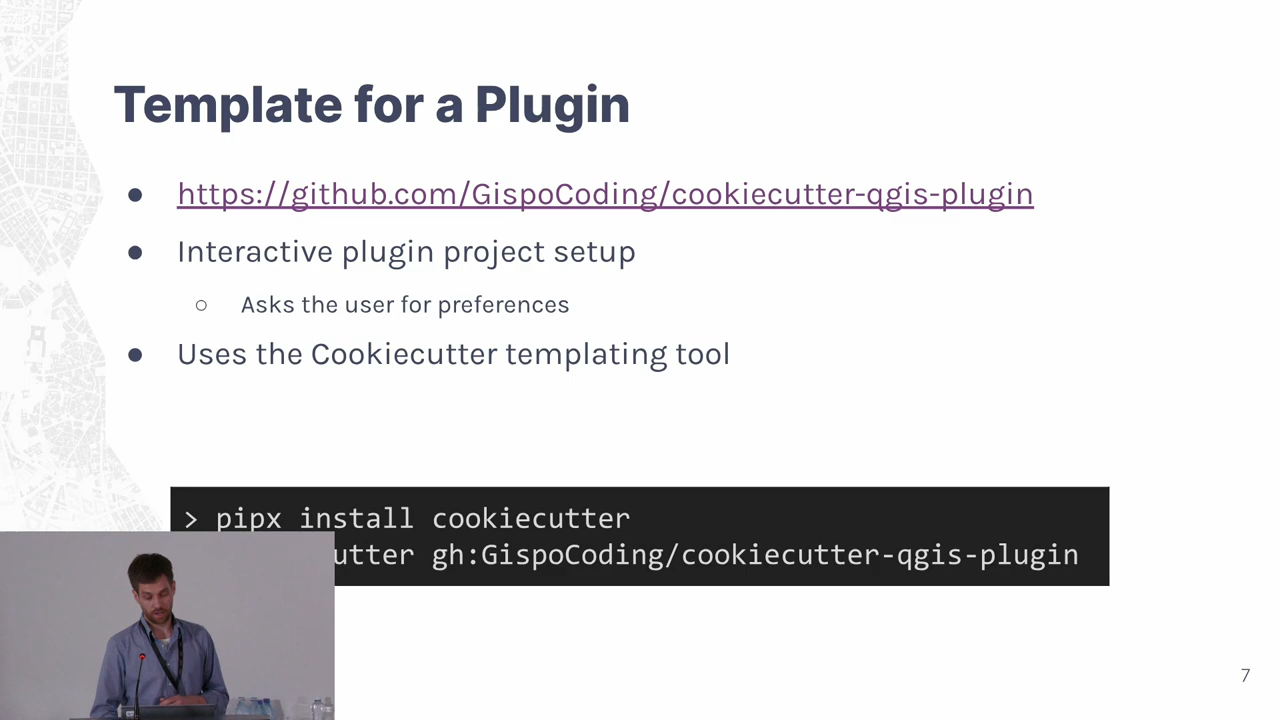 Template for a Plugin
● https://github.com/GispoCoding/cookiecutter-qgis-plugin
● Interactive plugin project setup
○ Asks the user for preferences
● Uses the Cookiecutter templating tool
> pipx install cookiecutter
utter gh:GispoCoding/cookiecutter-qgis-plugin
7